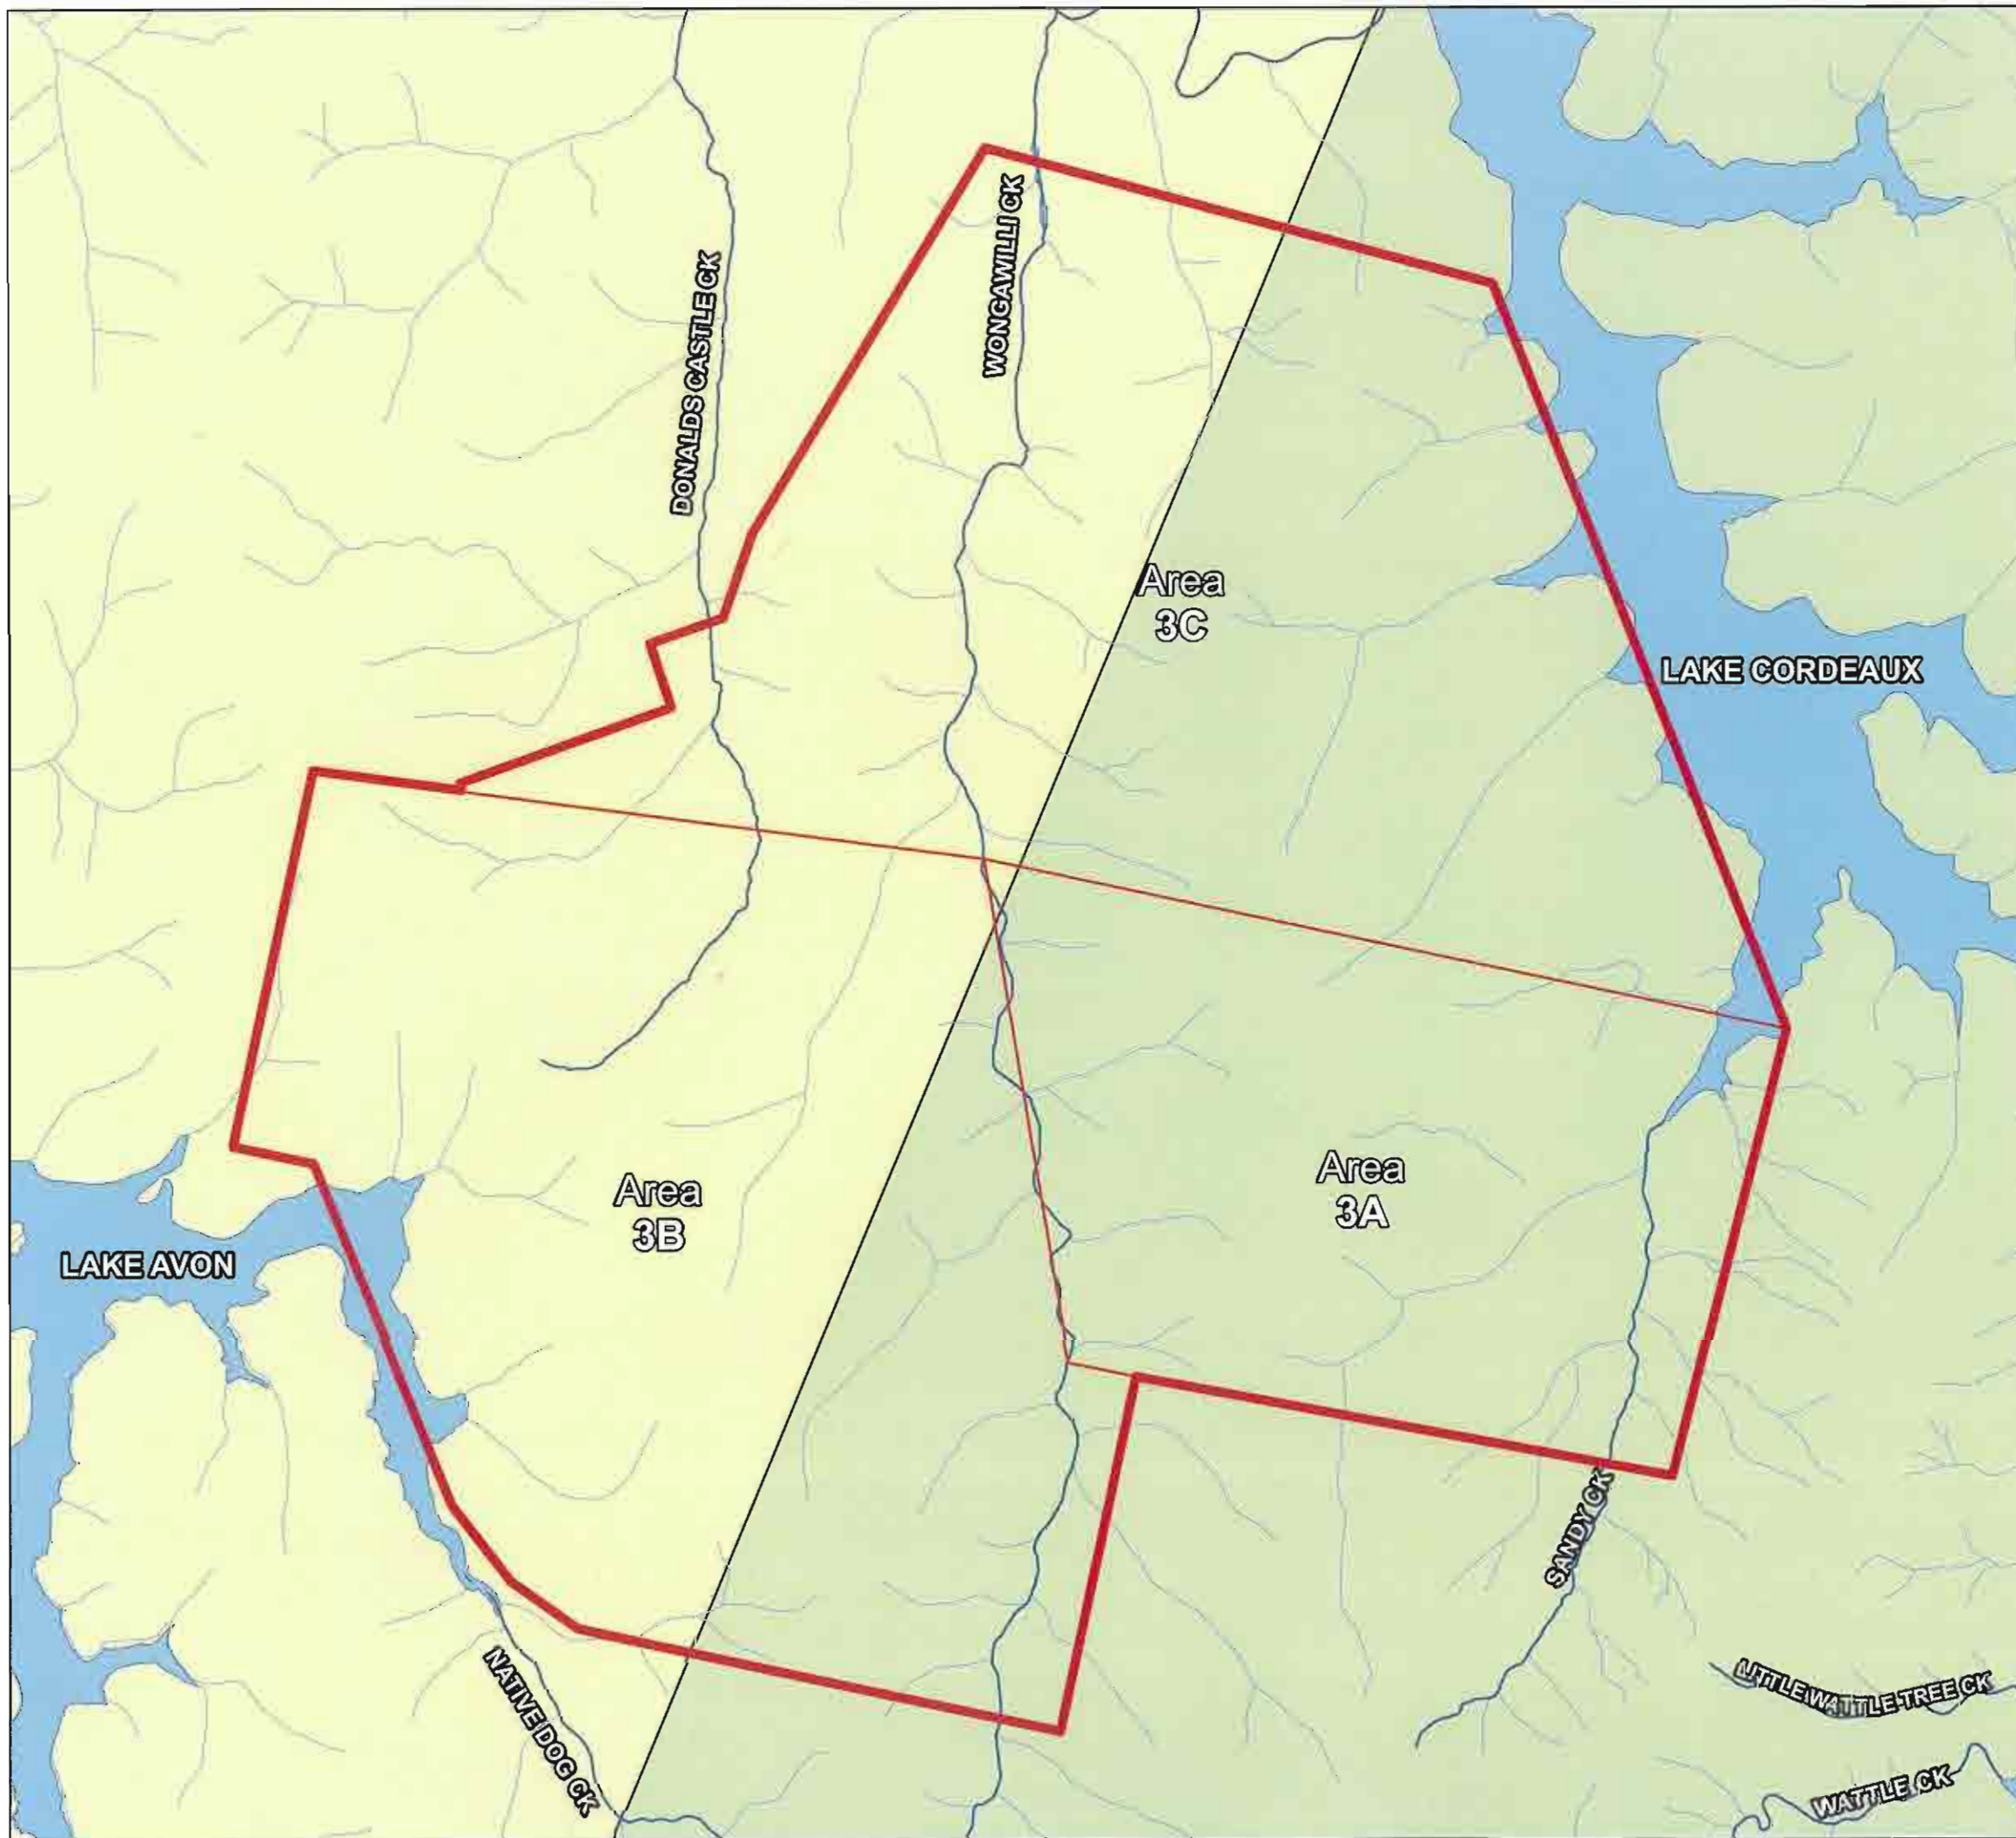 WONGAWILLI CK
DONALDS CASTLE CK
Area
3C
LAKE CORDEAUX
Area
3A
Area
3B
LAKE AVON
SANDY CK
NATIVE DOG CK
LITTLE WATTLE TREE CK
WATTLE CK